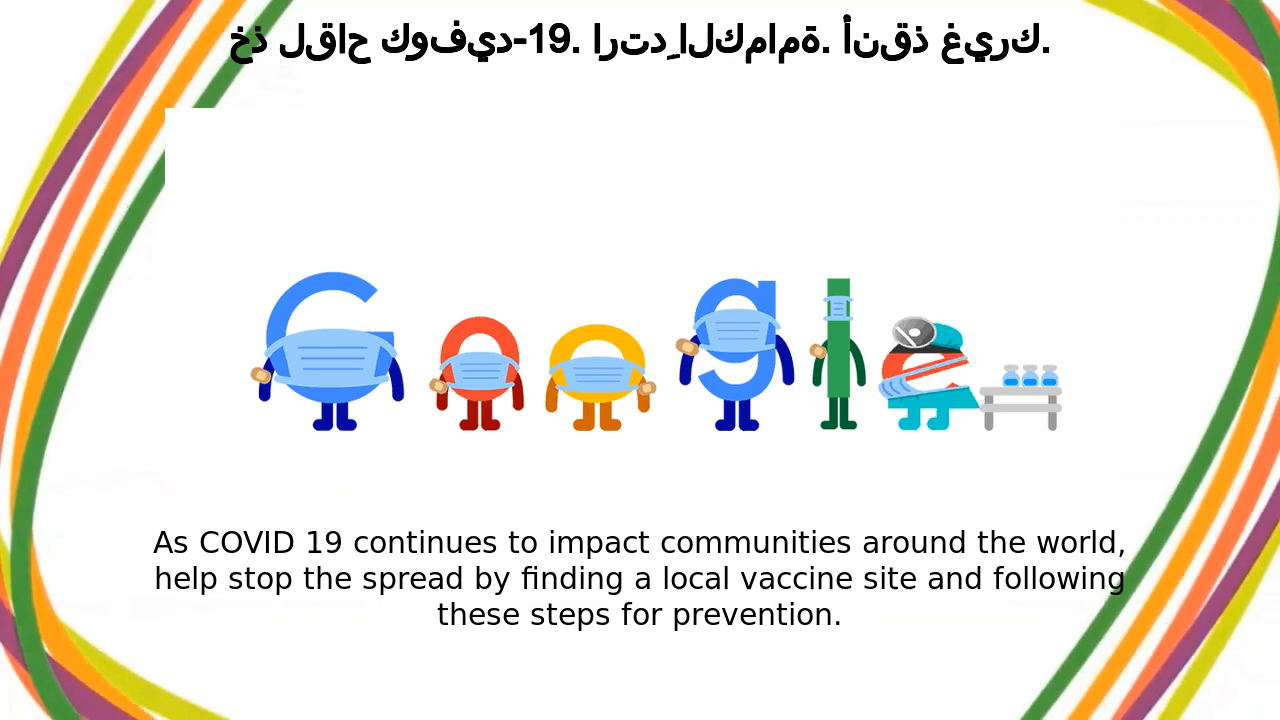 خذ لقاح كوفيد-19. ارتدِ الكمامة. أنقذ غيرك.
Google
As COVID 19 continues to impact communities around the world,
help stop the spread by finding a local vaccine site and following
these steps for prevention.